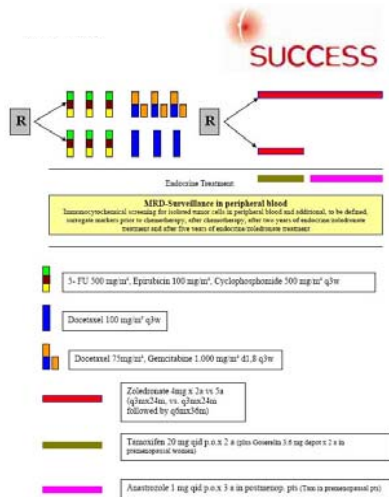 SUCCESS
R
R
Endocrine Treatment:
MRD-Surveillance in peripheral blood
Immunocytochemical screening for isolated tumor cells in peripheral blood and additional, to be defined,
surrogate markers prior to chemotherapy, after chemotherapy, after two years of endocrine/zoledronate
treatment and after five years of endocrine/zoledronate treatment
5- FU 500 mg/m², Epirubicin 100 mg/m², Cyclophosphamide 500 mg/m² q3w
Docetaxel 100 mg/m² q3w
Docetaxel 75mg/m², Gemcitabine 1.000 mg/m² d1,8 q3w
Zoledronate 4mg x 2a vs 5a
(q3mx24m, vs. q3mx24m
followed by q6mx36m)
Tamoxifen 20 mg qid p.o.x 2 a (plus Goserelin 3.6 mg depot x 2 a in
premenopausal women)
Anastrozole 1 mg qid p.o.x 3 a in postmenop. pts (Tam in premenopausal pts)